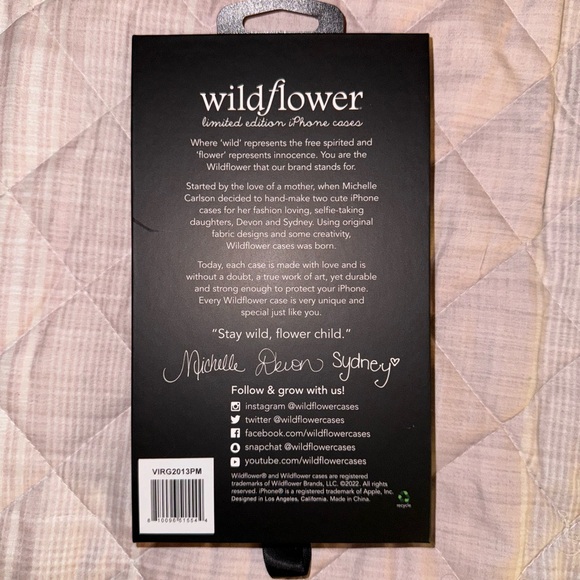 wildflower
limited edition iPhone cases
Where 'wild' represents the free spirited and
'flower' represents innocence. You are the
Wildflower that our brand stands for.
Started by the love of a mother, when Michelle
Carlson decided to hand-make two cute iPhone
cases for her fashion loving, selfie-taking
daughters, Devon and Sydney. Using original
fabric designs and some creativity,
Wildflower cases was born.
Today, each case is made with love and is
without a doubt, a true work of art, yet durable
and strong enough to protect your iPhone.
Every Wildflower case is very unique and
special just like you.
“Stay wild, flower child.”
Michelle Devon Sydney
Follow & grow with us!
instagram @wildflowercases
twitter @wildflowercases
facebook.com/wildflowercases
snapchat @wildflowercases
youtube.com/wildflowercases
Wildflower® and Wildflower cases are registered
trademarks of Wildflower Brands, LLC. ©2022. All rights
reserved. iPhone® is a registered trademark of Apple, Inc.
Designed in Los Angeles, California. Made in China.
recycle
VIRG2013PM